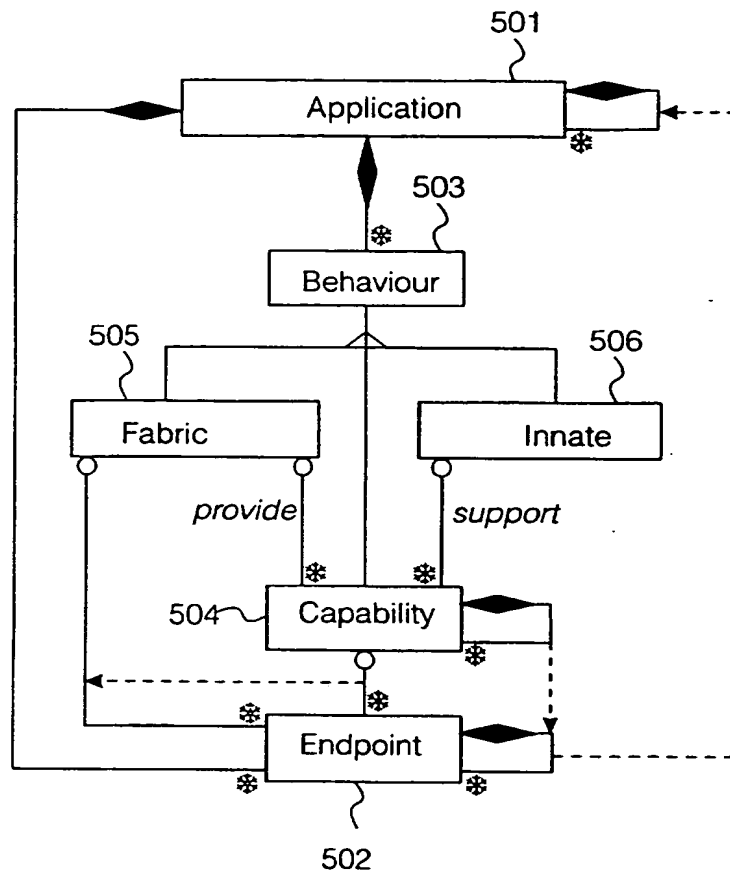 501
Application
503
Behaviour
505
506
Fabric
Innate
provide
support
504
Capability
Endpoint
502